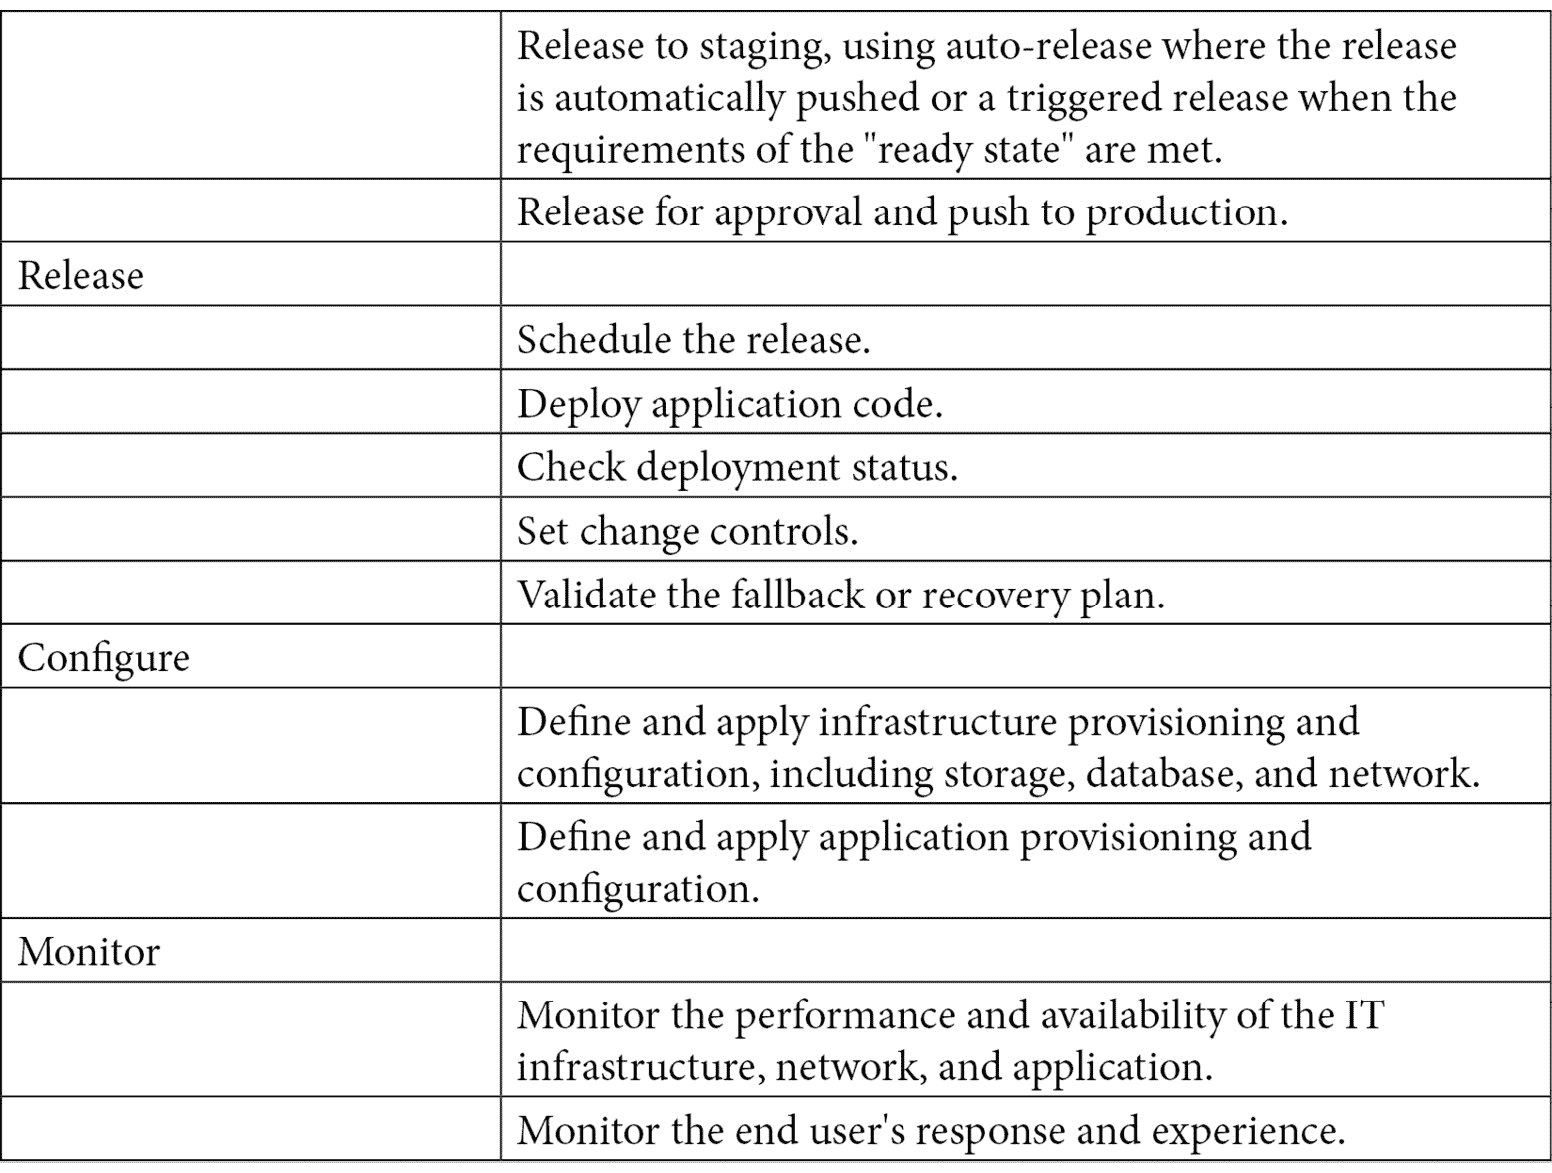 Release to staging, using auto-release where the release
is automatically pushed or a triggered release when the
requirements of the "ready state" are met.
Release for approval and push to production.
Release
Schedule the release.
Deploy application code.
Check deployment status.
Set change controls.
Validate the fallback or recovery plan.
Configure
Define and apply infrastructure provisioning and
configuration, including storage, database, and network.
Define and apply application provisioning and
configuration.
Monitor
Monitor the performance and availability of the IT
infrastructure, network, and application.
Monitor the end user's response and experience.